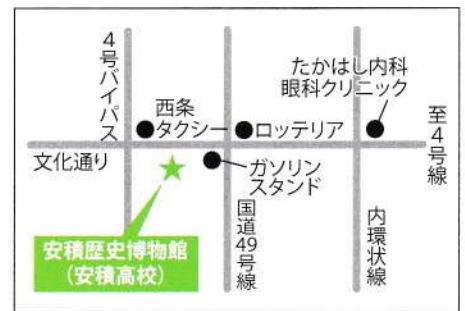 4号バイパス
西条
タクシー
ロッテリア
たかはし内科
眼科クリニック
至4号線
文化通り
ガソリン
スタンド
国道49号線
内環状線
安積歴史博物館
(安積高校)